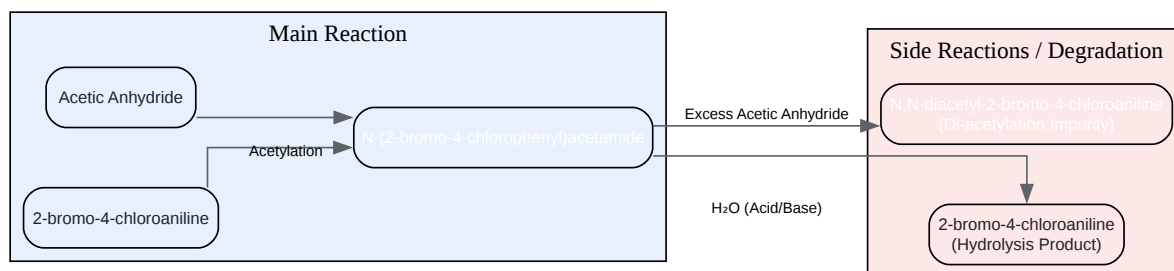 Main Reaction
Acetic Anhydride
N-(2-bromo-4-chlorophenyl)acetamide
Acetylation
2-bromo-4-chloroaniline
Excess Acetic Anhydride
H₂O (Acid/Base)
Side Reactions / Degradation
N,N-diacetyl-2-bromo-4-chloroaniline
(Di-acetylation Impurity)
2-bromo-4-chloroaniline
(Hydrolysis Product)